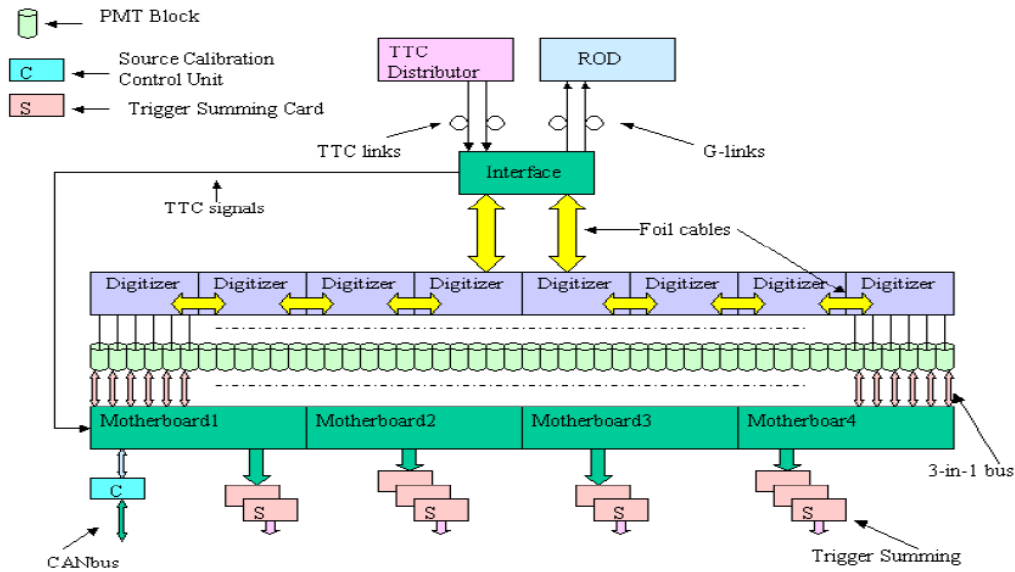 PMT Block
Source Calibration
Control Unit
C
Trigger Summing Card
S
TTC
Distributor
ROD
TTC links
G-links
Interface
TTC signals
Foil cables
Digitizer Digitizer Digitizer Digitizer Digitizer Digitizer Digitizer Digitizer
Motherboard1 Motherboar2 Motherboard3 Motherboar4
3-in-1 bus
C
S S S S
CANbus
Trigger Summing